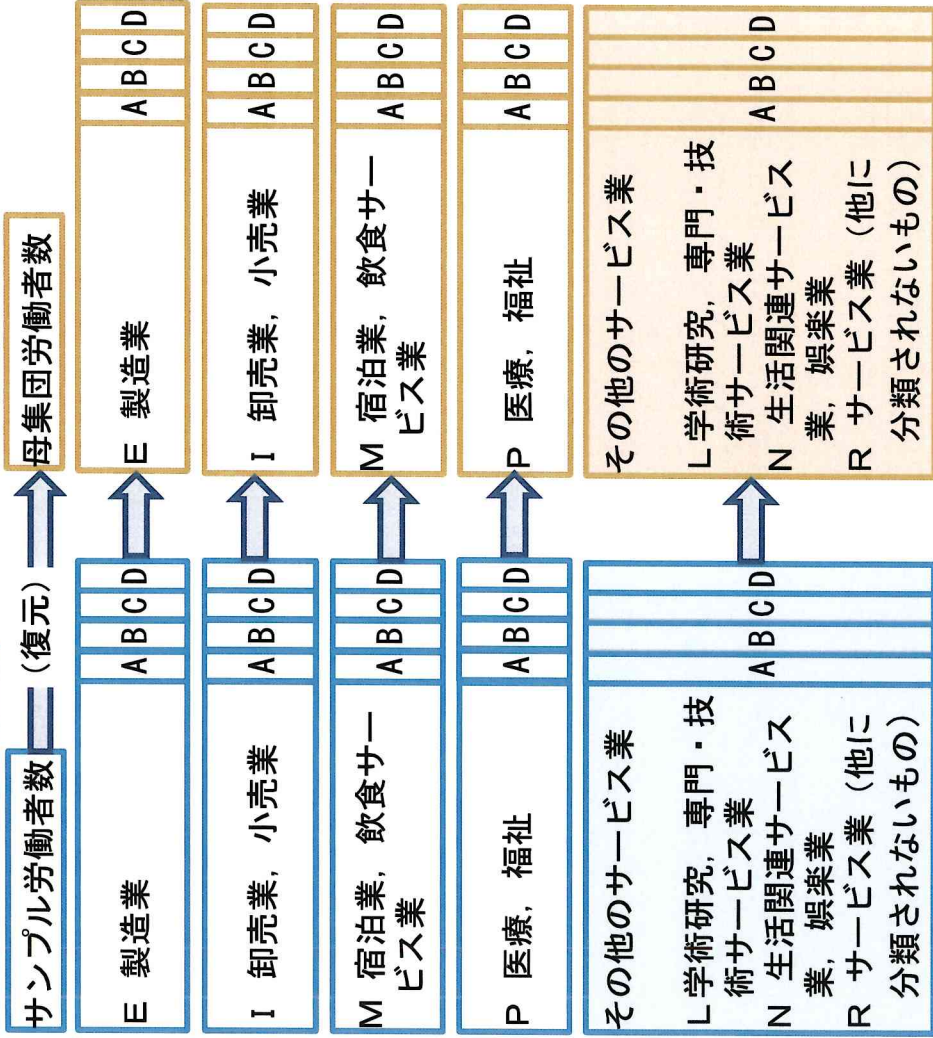 サンプル労働者数
(復元)
母集団労働者数
E 製造業
A B C D
E 製造業
A B C D
I 卸売業，小売業
A B C D
I 卸売業，小売業
A B C D
M 宿泊業，飲食サー
ビス業
A B C D
M 宿泊業，飲食サー
ビス業
A B C D
P 医療，福祉
A B C D
P 医療，福祉
A B C D
その他のサービス業
L学術研究，専門・技
術サービス業
N 生活関連サービス
業，娯楽業
R サービス業（他に
分類されないもの）
A B C D
その他のサービス業
L学術研究，専門・技
術サービス業
N 生活関連サービス
業，娯楽業
R サービス業（他に
分類されないもの）
A B C D